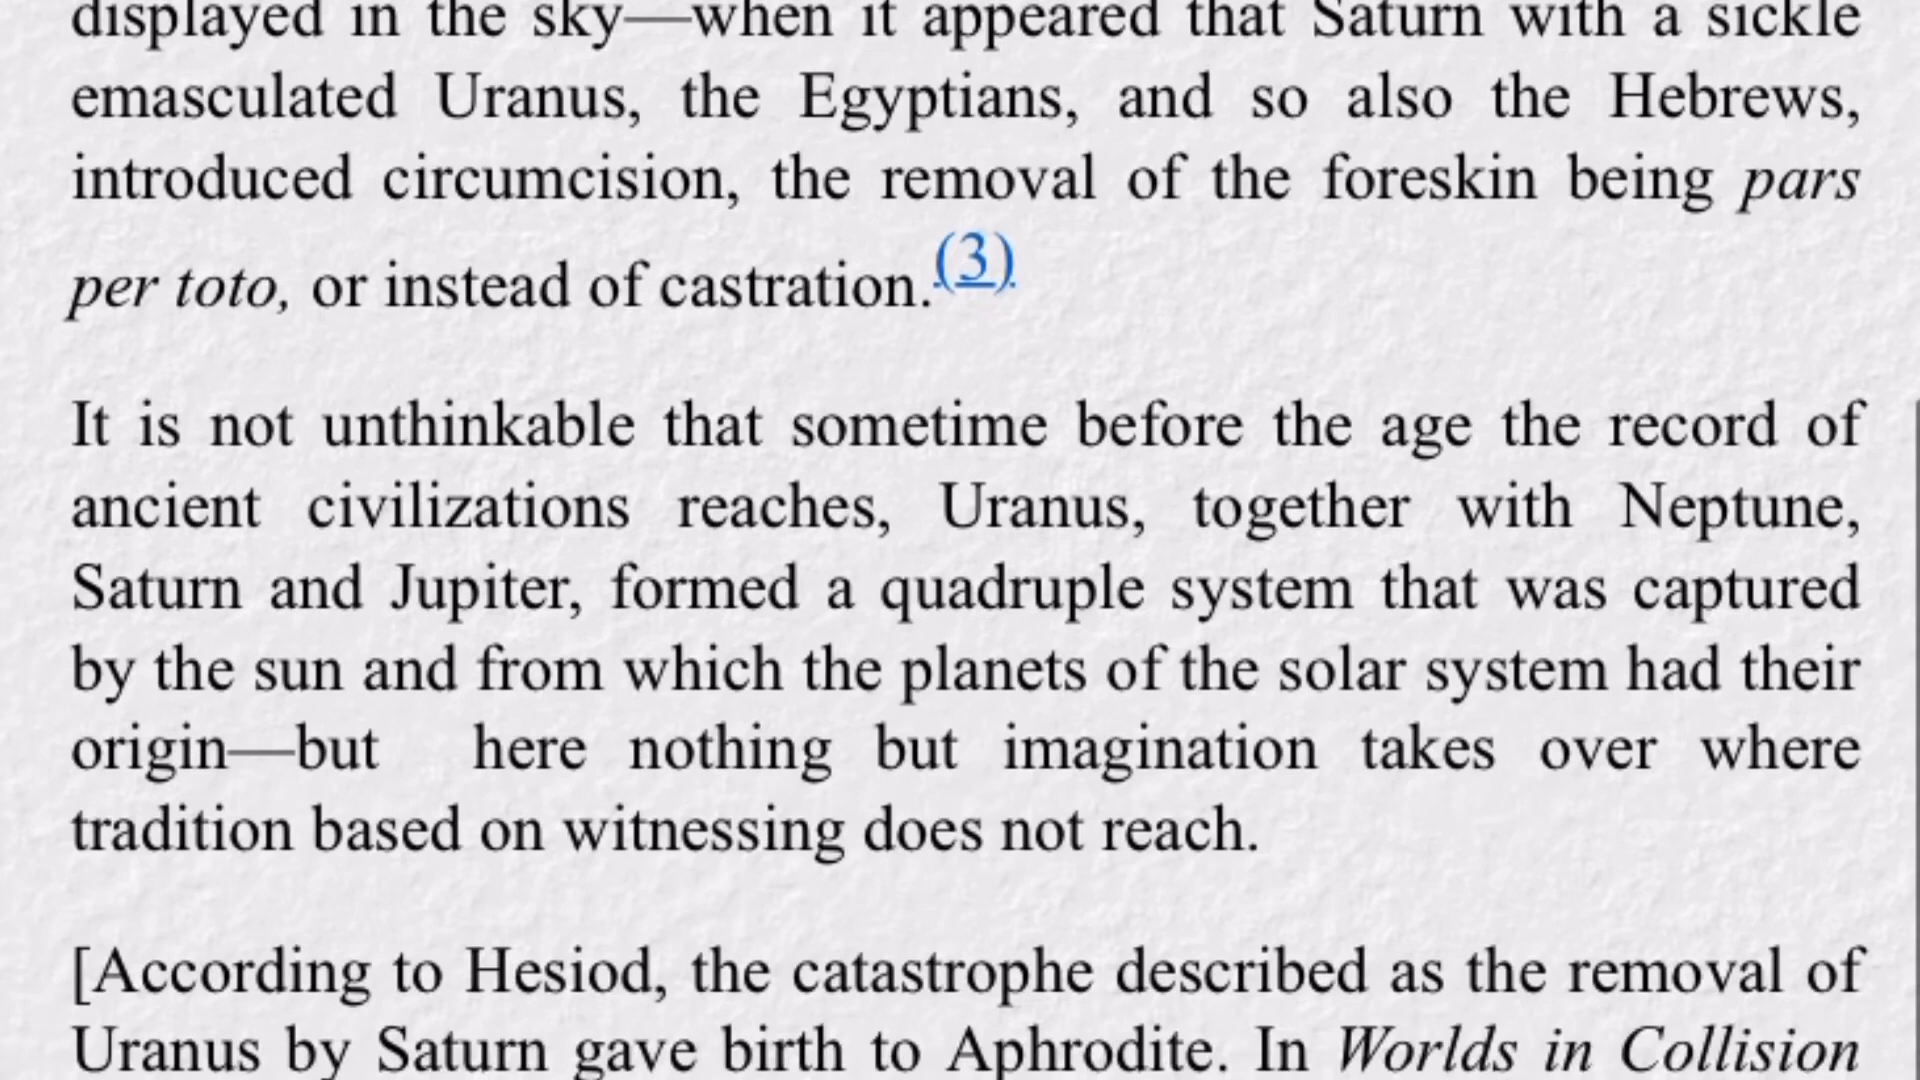 displayed in the sky—when it appeared that Saturn with a sickle
emasculated Uranus, the Egyptians, and so also the Hebrews,
introduced circumcision, the removal of the foreskin being pars
per toto, or instead of castration.(3)
It is not unthinkable that sometime before the age the record of
ancient civilizations reaches, Uranus, together with Neptune,
Saturn and Jupiter, formed a quadruple system that was captured
by the sun and from which the planets of the solar system had their
origin—but here nothing but imagination takes over where
tradition based on witnessing does not reach.
[According to Hesiod, the catastrophe described as the removal of
Uranus by Saturn gave birth to Aphrodite. In Worlds in Collision